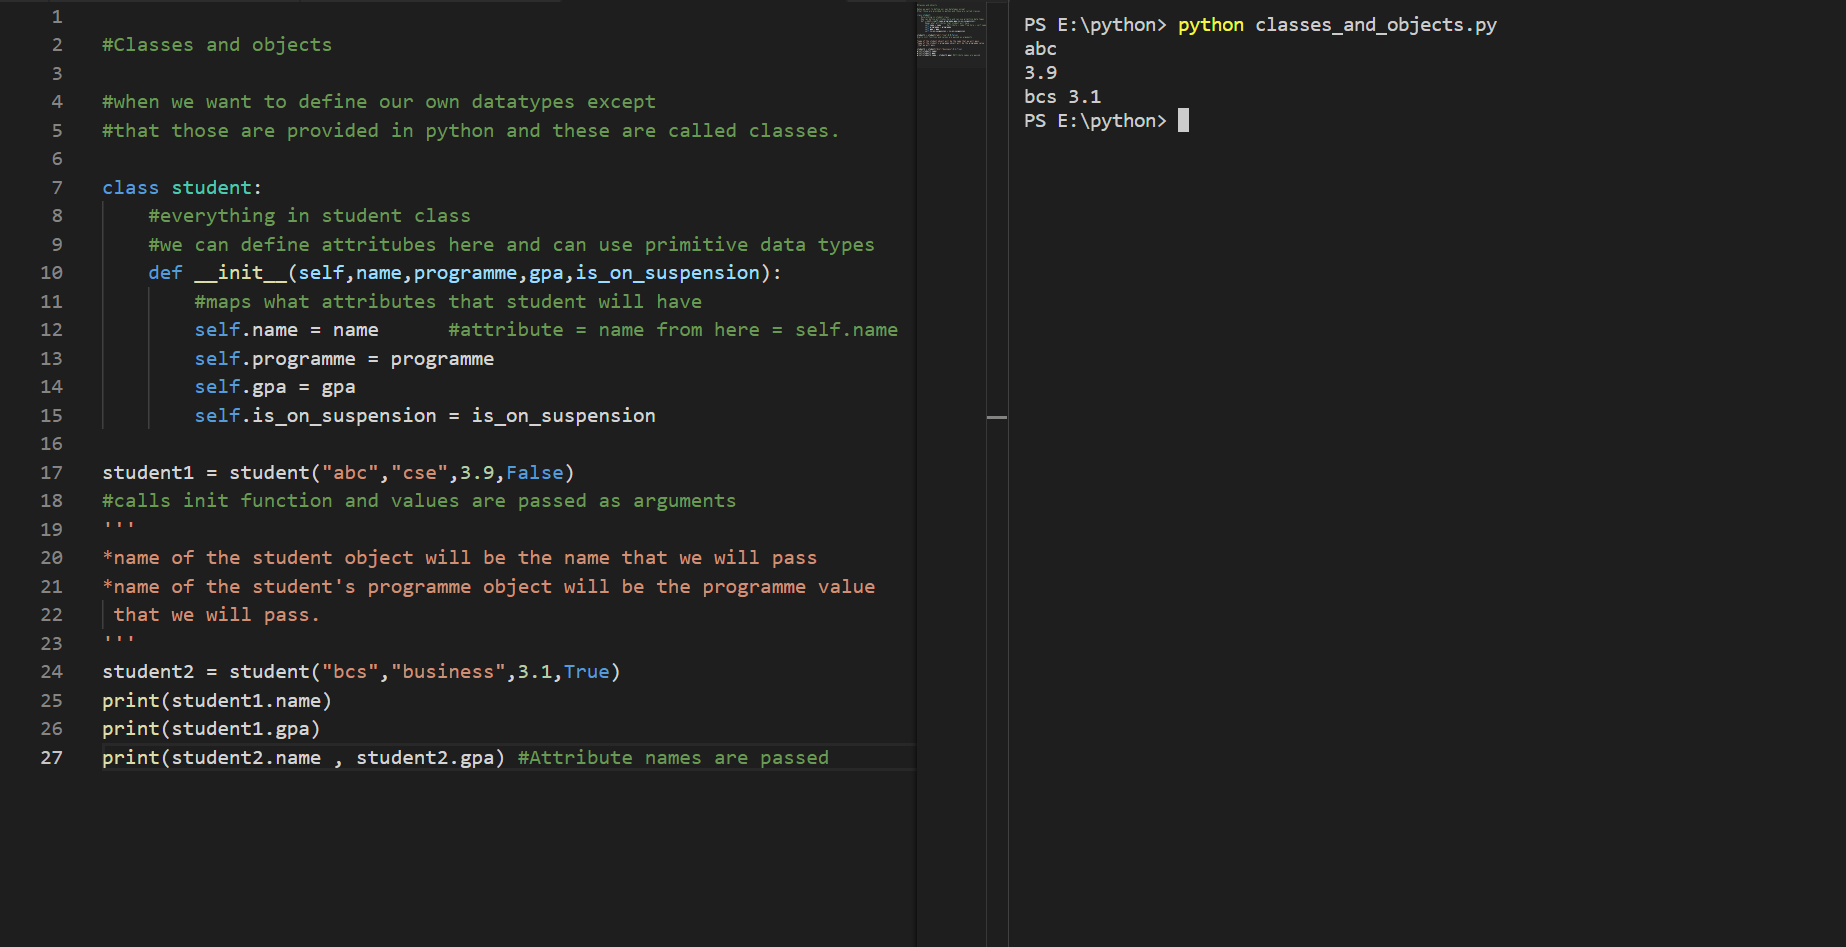 1
2 #Classes and objects
3
4 #when we want to define our own datatypes except
5 #that those are provided in python and these are called classes.
6
7 class student:
8     #everything in student class
9     #we can define attritubes here and can use primitive data types
10     def __init__(self,name,programme,gpa,is_on_suspension):
11         #maps what attributes that student will have
12         self.name = name      #attribute = name from here = self.name
13         self.programme = programme
14         self.gpa = gpa
15         self.is_on_suspension = is_on_suspension
16
17 student1 = student("abc","cse",3.9,False)
18 #calls init function and values are passed as arguments
19 '''
20 *name of the student object will be the name that we will pass
21 *name of the student's programme object will be the programme value
22  that we will pass.
23 '''
24 student2 = student("bcs","business",3.1,True)
25 print(student1.name)
26 print(student1.gpa)
27 print(student2.name , student2.gpa) #Attribute names are passed
PS E:\python> python classes_and_objects.py
abc
3.9
bcs 3.1
PS E:\python>